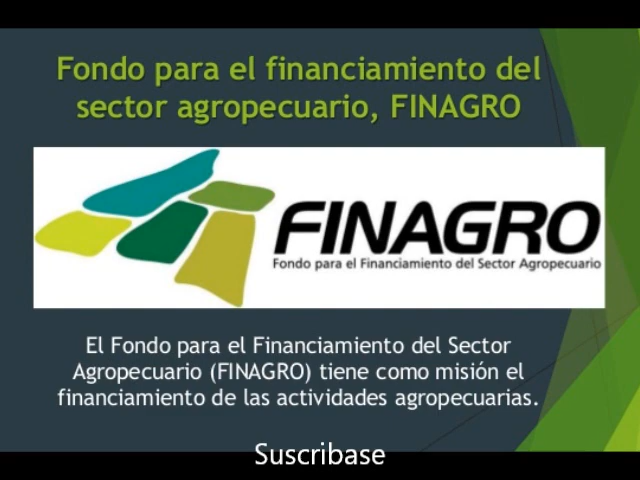 Fondo para el financiamiento del
sector agropecuario, FINAGRO
FINAGRO
Fondo para el Financiamiento del Sector Agropecuario
El Fondo para el Financiamiento del Sector
Agropecuario (FINAGRO) tiene como misión el
financiamiento de las actividades agropecuarias.
Suscribase